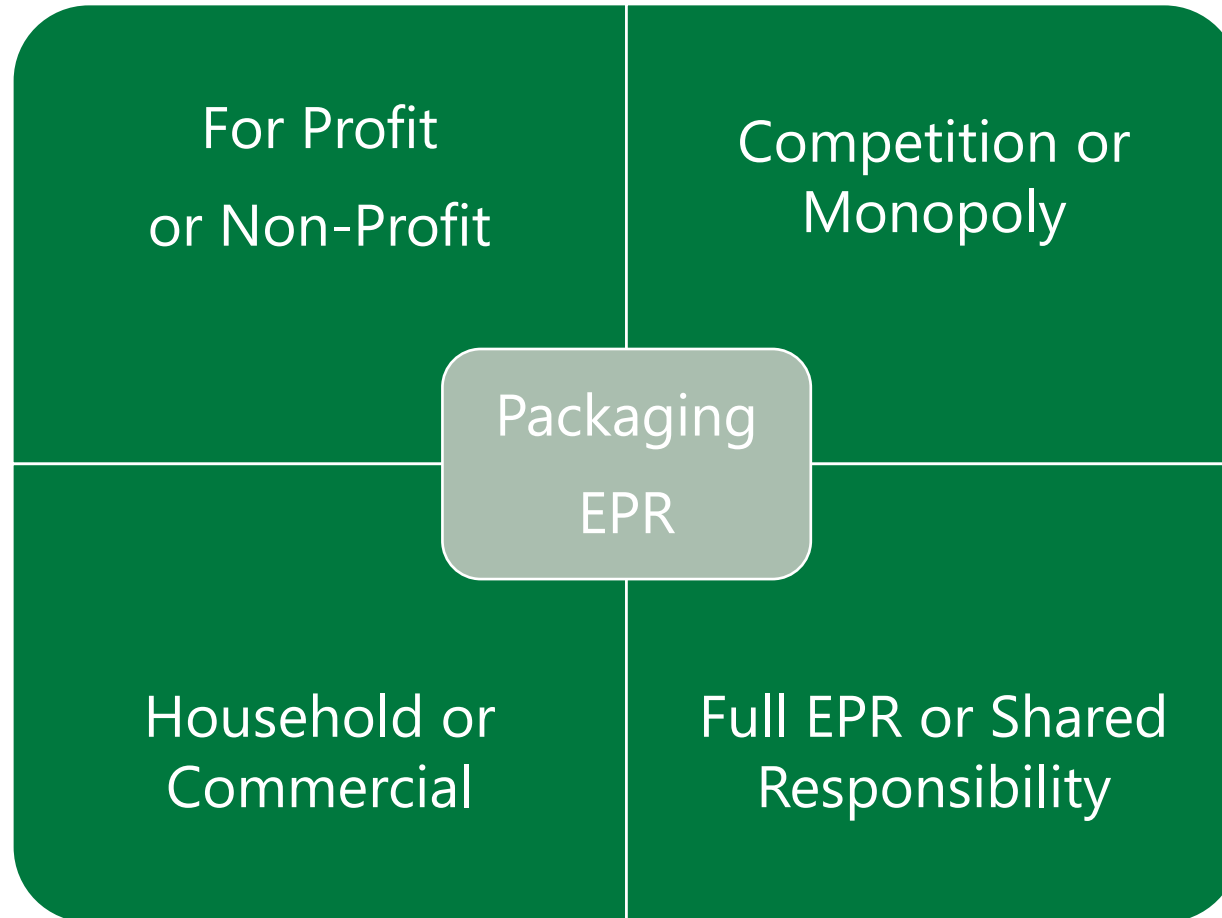 For Profit
or Non-Profit
Competition or
Monopoly
Packaging
EPR
Household or
Commercial
Full EPR or Shared
Responsibility